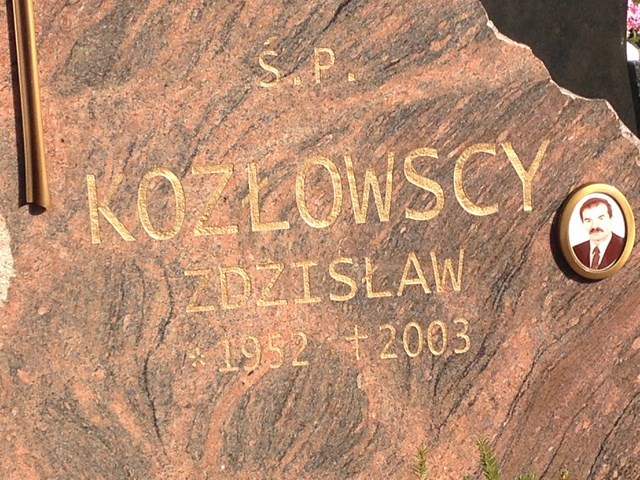 Ś.P.
KOZŁOWSCY
ZDZISŁAW
* 1952 + 2003